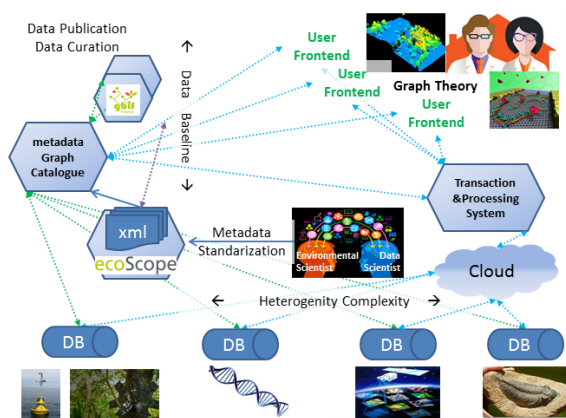 Data Publication
Data Curation
Data Baseline
User
Frontend
User
Frontend
Graph Theory
User
Frontend
gbif
metadata
Graph
Catalogue
Transaction
&Processing
System
xml
ecoScope
Metadata
Standarization
Environmental
Scientist
Data
Scientist
Cloud
Heterogenity Complexity
DB
DB
DB
DB